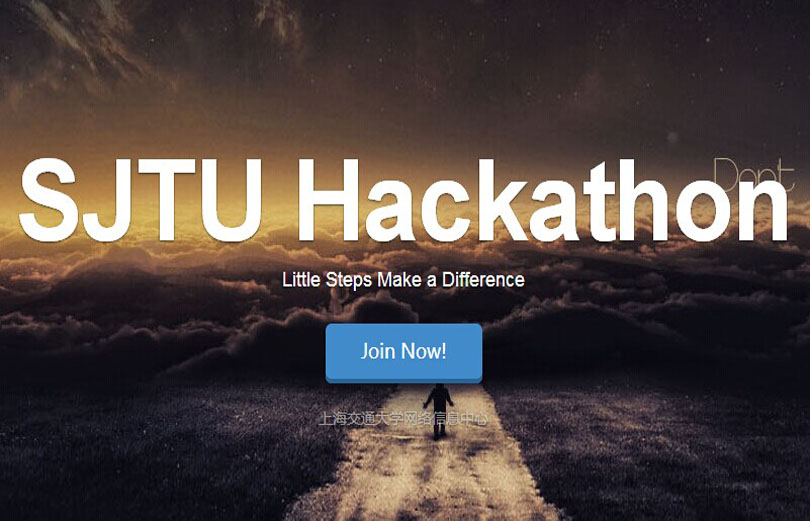 Don't
SJTU Hackathon
Little Steps Make a Difference
Join Now!
上海交通大学网络信息中心